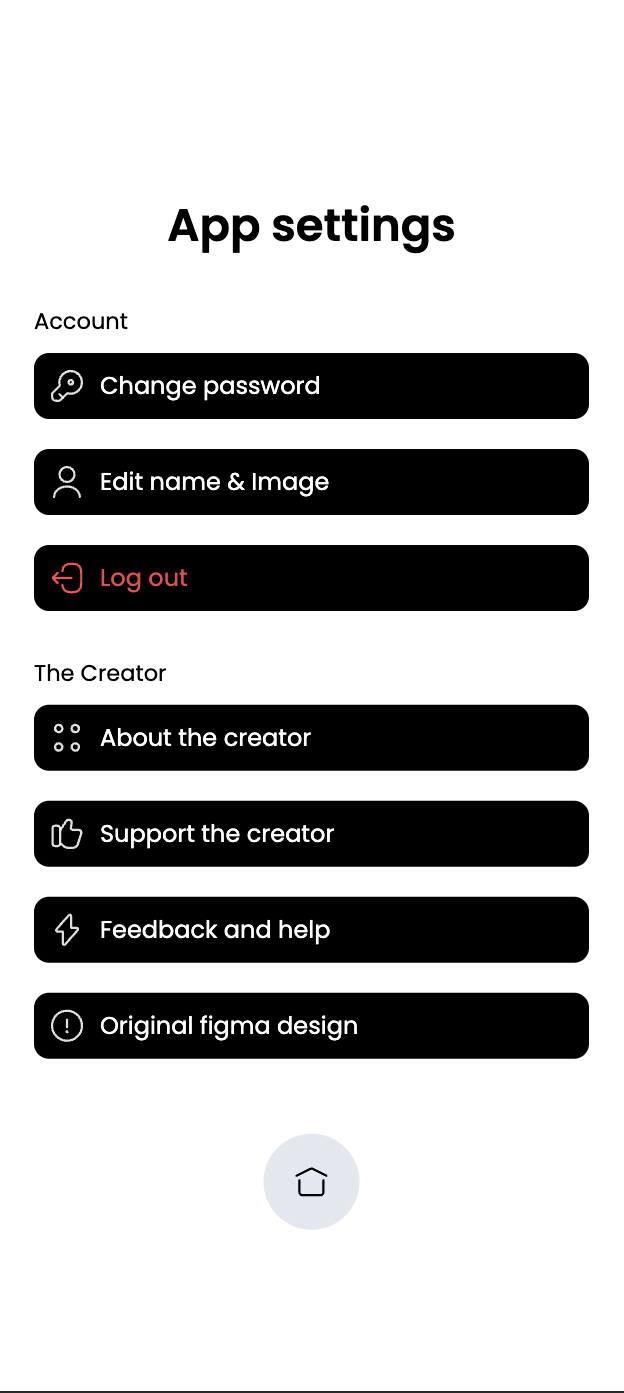 App settings
Account
Change password
Edit name & Image
Log out
The Creator
About the creator
Support the creator
Feedback and help
Original figma design